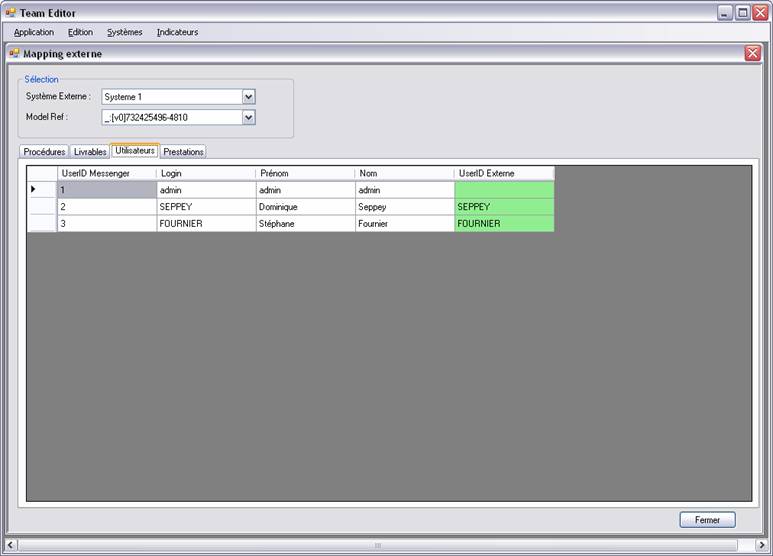 Team Editor
Application Edition Systèmes Indicateurs
Mapping externe
Sélection
Système Externe : Systeme 1
Model Ref : _:[v0]732425496-4810
Procédures Livrables Utilisateurs Prestations
UserID Messenger Login Prénom Nom UserID Externe
1 admin admin admin
2 SEPPEY Dominique Seppey SEPPEY
3 FOURNIER Stéphane Fournier FOURNIER
Fermer